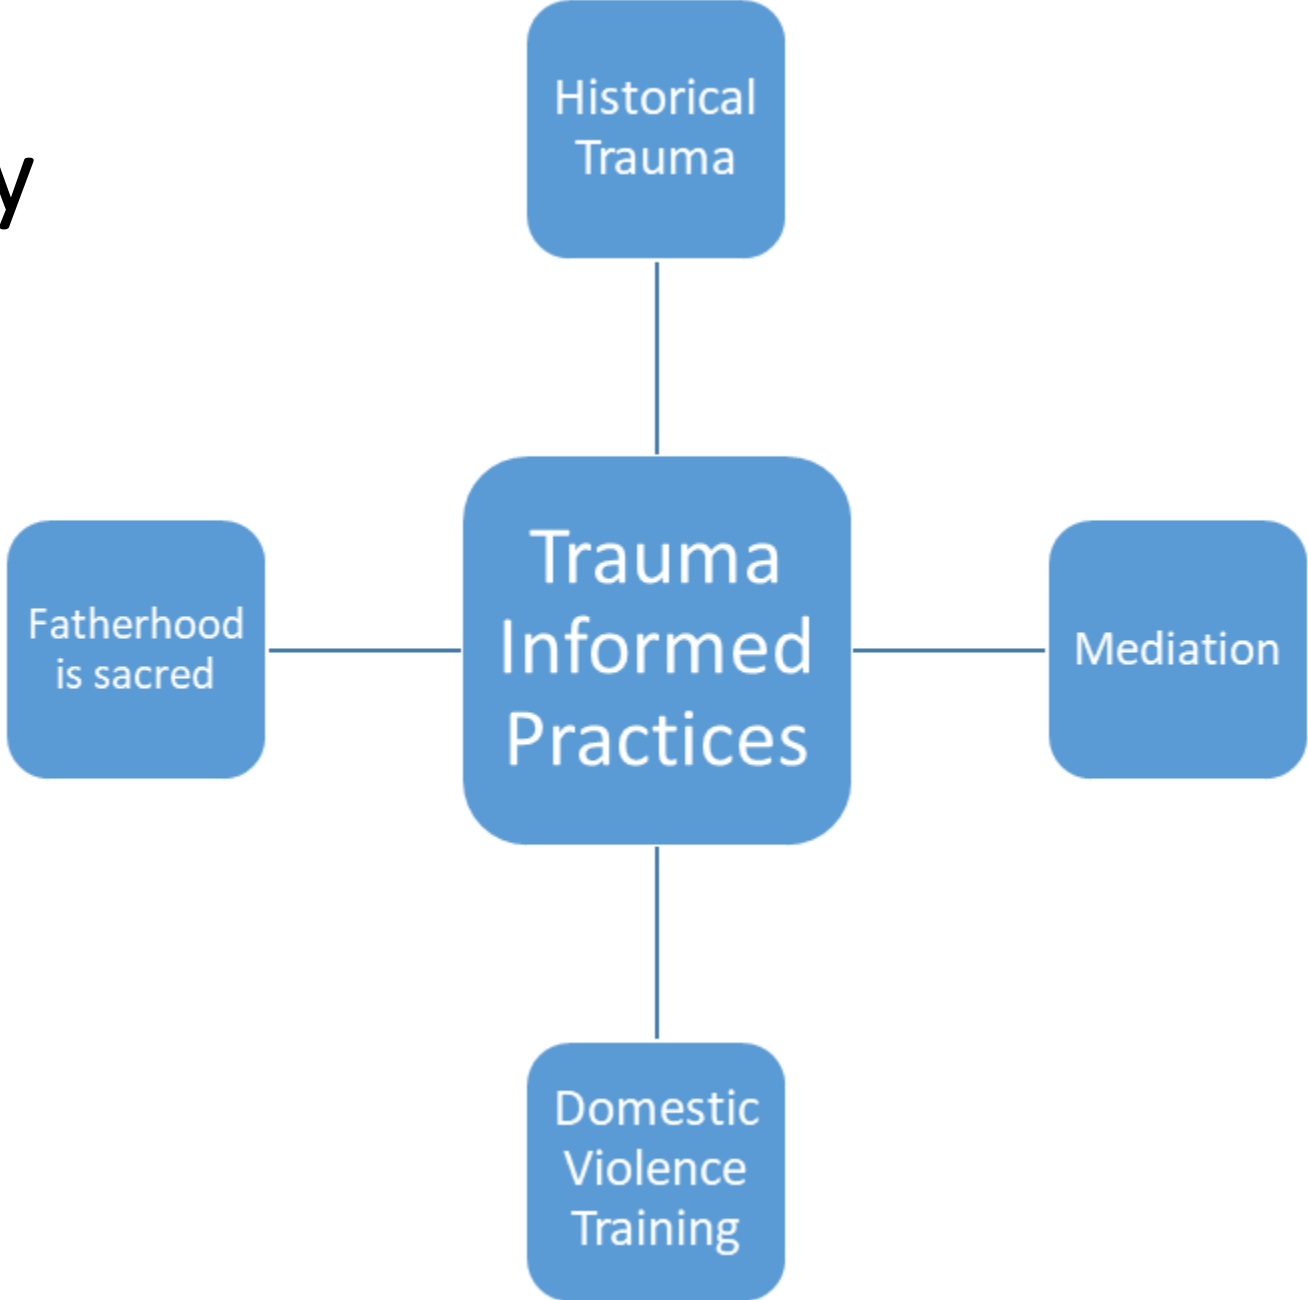 Historical
Trauma
y
Trauma
Informed
Practices
Fatherhood
is sacred
Mediation
Domestic
Violence
Training